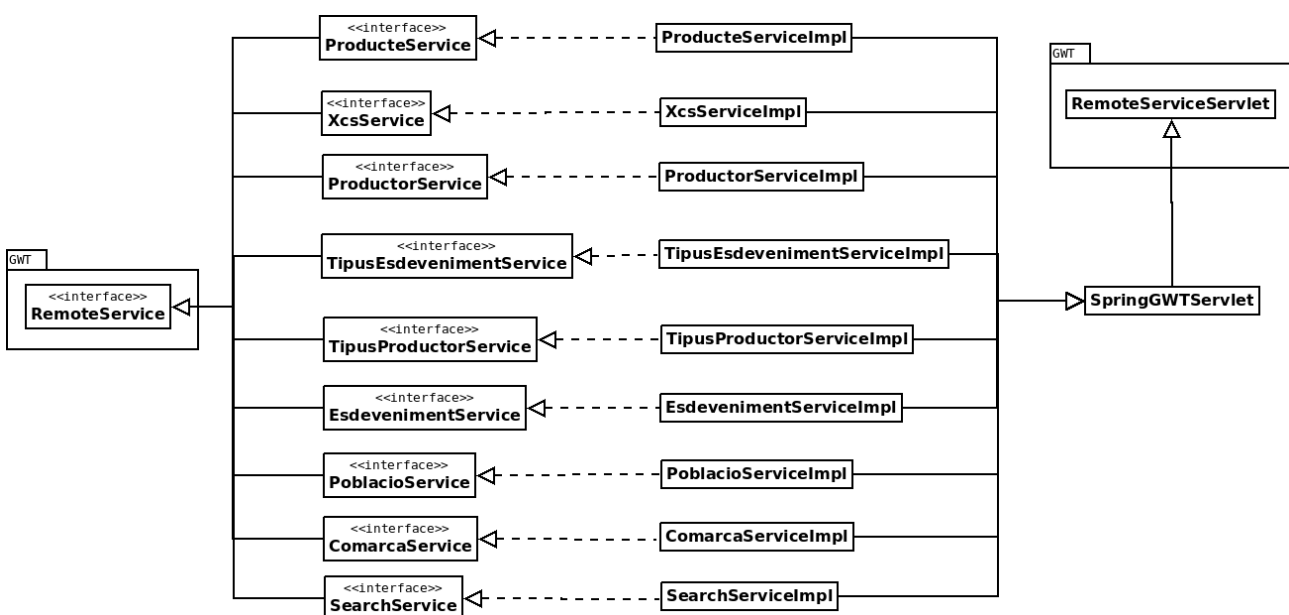 <<interface>>
ProducteService
ProducteServiceImpl
GWT
RemoteServiceServlet
<<interface>>
XcsService
XcsServiceImpl
<<interface>>
ProductorService
ProductorServiceImpl
<<interface>>
TipusEsdevenimentService
TipusEsdevenimentServiceImpl
GWT
<<interface>>
RemoteService
SpringGWTServlet
<<interface>>
TipusProductorService
TipusProductorServiceImpl
<<interface>>
EsdevenimentService
EsdevenimentServiceImpl
<<interface>>
PoblacioService
PoblacioServiceImpl
<<interface>>
ComarcaService
ComarcaServiceImpl
<<interface>>
SearchService
SearchServiceImpl